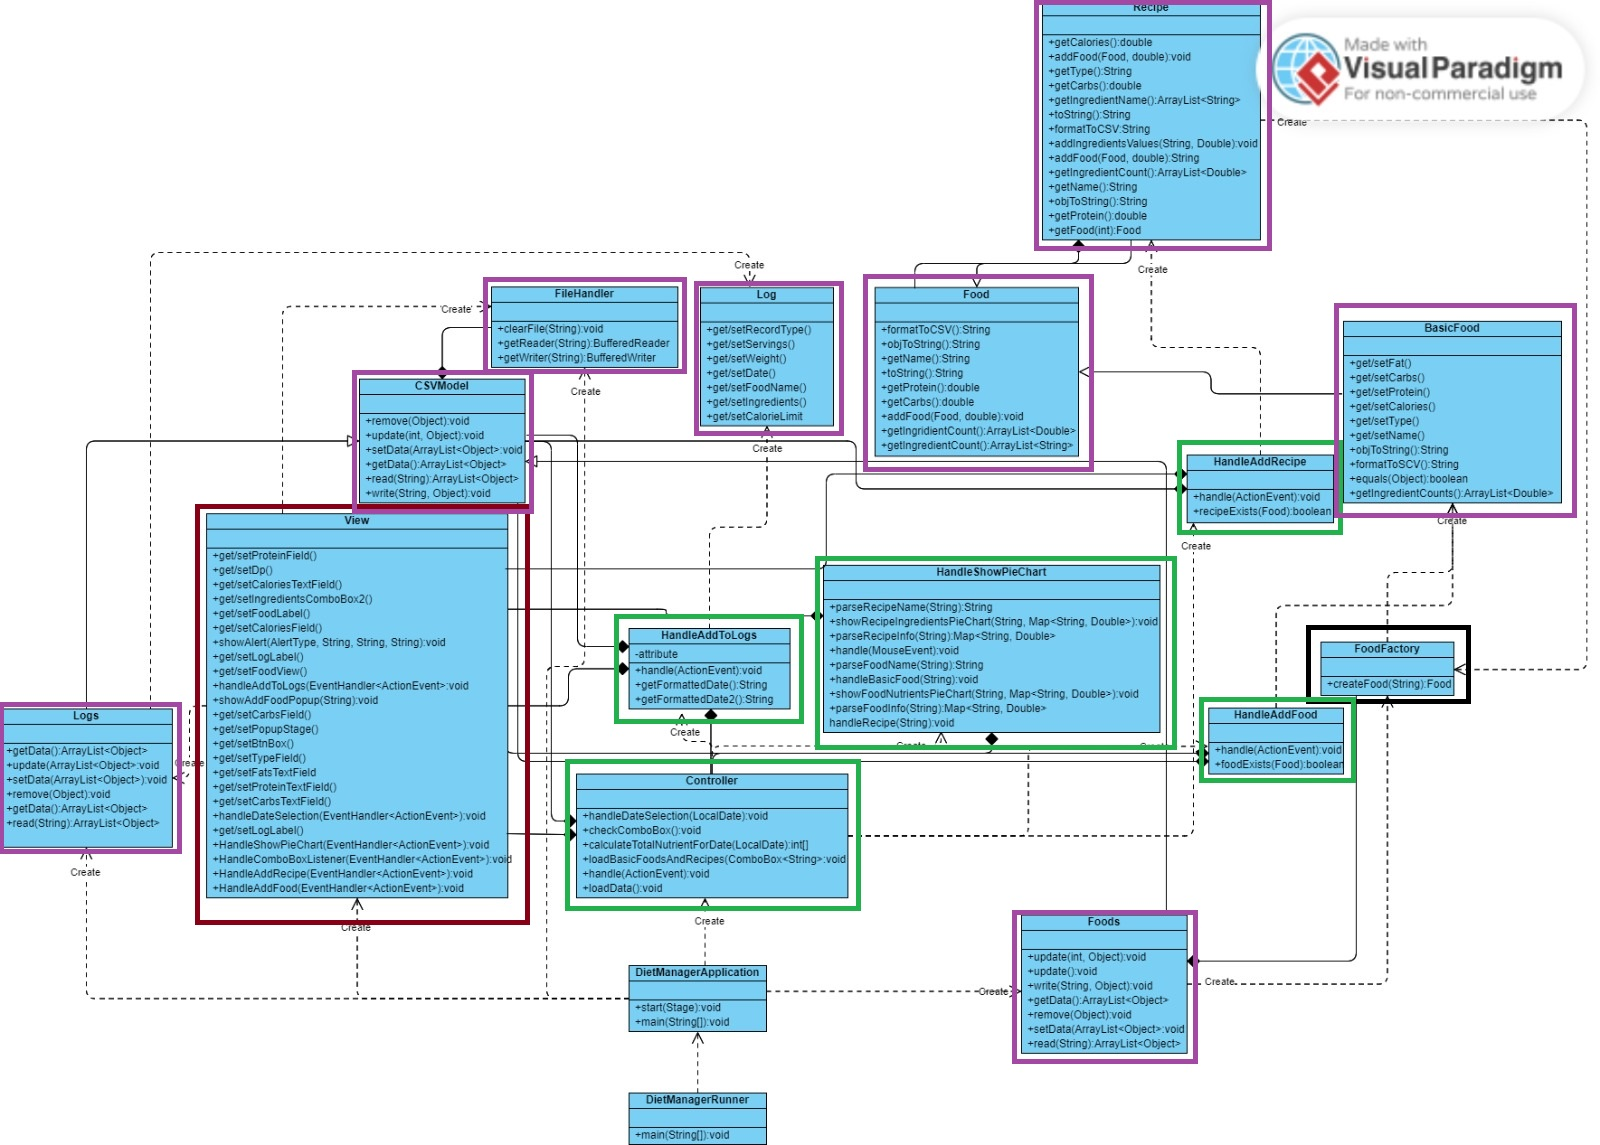 Recipe
+getCalories():double
+addFood(Food, double):void
+getType():String
+getCarbs():double
+getIngredientName():ArrayList<String>
+toString():String
+formatToCSV:String
+addIngredientsValues(String, Double):void
+addFood(Food, double):String
+getIngredientCount():ArrayList<Double>
+getName():String
+objToString():String
+getProtein():double
+getFood(int):Food
Made with
Visual Paradigm
For non-commercial use
Create
Create
Create
FileHandler
+clearFile(String):void
+getReader(String):BufferedReader
+getWriter(String):BufferedWriter
Create
Create
Log
+get/setRecordType()
+get/setServings()
+get/setWeight()
+get/setDate()
+get/setFoodName()
+get/setIngredients()
+get/setCalorieLimit
Create
Food
+formatToCSV():String
+objToString():String
+getName():String
+toString():String
+getProtein():double
+getCarbs():double
+addFood(Food, double):void
+getIngridientCount():ArrayList<Double>
+getIngredientCount():ArrayList<String>
BasicFood
+get/setFat()
+get/setCarbs()
+get/setProtein()
+get/setCalories()
+get/setType()
+get/setName()
+objToString():String
+formatToSCV():String
+equals(Object):boolean
+getIngredientCounts():ArrayList<Double>
Create
CSVModel
+remove(Object):void
+update(int, Object):void
+setData(ArrayList<Object>:void
+getData():ArrayList<Object>
+read(String):ArrayList<Object>
+write(String, Object):void
HandleAddRecipe
+handle(ActionEvent):void
+recipeExists(Food):boolean
Create
View
+get/setProteinField()
+get/setDp()
+get/setCaloriesTextField()
+get/setIngredientsComboBox2()
+get/setFoodLabel()
+get/setCaloriesField()
+showAlert(AlertType, String, String, String):void
+get/setLogLabel()
+get/setFoodView()
+handleAddToLogs(EventHandler<ActionEvent>:void
+showAddFoodPopup(String):void
+get/setCarbsField()
+get/setPopupStage()
+get/setBtnBox()
+get/setTypeField()
+get/setFatsTextField
+get/setProteinTextField()
+get/setCarbsTextField()
+handleDateSelection(EventHandler<ActionEvent>):void
+get/setLogLabel()
+HandleShowPieChart(EventHandler<ActionEvent>):void
+HandleComboBoxListener(EventHandler<ActionEvent>):void
+HandleAddRecipe(EventHandler<ActionEvent>):void
+HandleAddFood(EventHandler<ActionEvent>):void
Create
HandleShowPieChart
+parseRecipeName(String):String
+showRecipeIngredientsPieChart(String, Map<String, Double>):void
+parseRecipeInfo(String):Map<String, Double>
+handle(MouseEvent):void
+parseFoodName(String):String
+handleBasicFood(String):void
+showFoodNutrientsPieChart(String, Map<String, Double>):void
+parseFoodInfo(String):Map<String, Double>
handleRecipe(String):void
Create
Create
HandleAddToLogs
-attribute
+handle(ActionEvent):void
+getFormattedDate():String
+getFormattedDate2():String
Create
FoodFactory
+createFood(String):Food
HandleAddFood
+handle(ActionEvent):void
+foodExists(Food):boolean
Logs
+getData():ArrayList<Object>
+update(ArrayList<Object>:void
+setData(ArrayList<Object>):void
+remove(Object):void
+getData():ArrayList<Object>
+read(String):ArrayList<Object>
Create
Create
Controller
+handleDateSelection(LocalDate):void
+checkComboBox():void
+calculateTotalNutrientForDate(LocalDate):int[]
+loadBasicFoodsAndRecipes(ComboBox<String>:void
+handle(ActionEvent):void
+loadData():void
Create
Foods
+update(int, Object):void
+update():void
+write(String, Object):void
+getData():ArrayList<Object>
+remove(Object):void
+setData(ArrayList<Object>:void
+read(String):ArrayList<Object>
Create
Create
DietManagerApplication
+start(Stage):void
+main(String[]):void
DietManagerRunner
+main(String[]):void